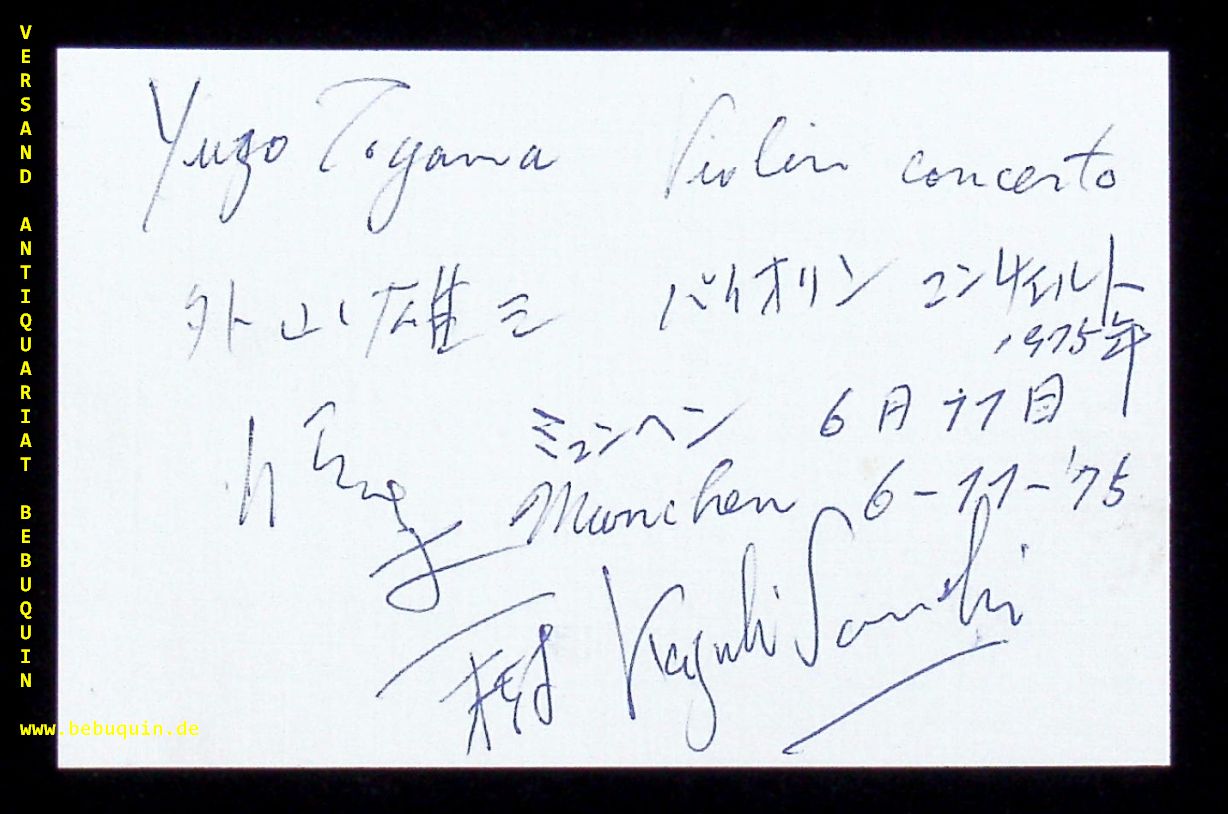 VERSAND ANTIQUARIAT BEBUQUIN
Yuzo Toyama Violin concerto
外山雄三 バイオリン コンチェルト
1975年
ミュンヘン 6月11日
München 6-11-'75
www.bebuquin.de